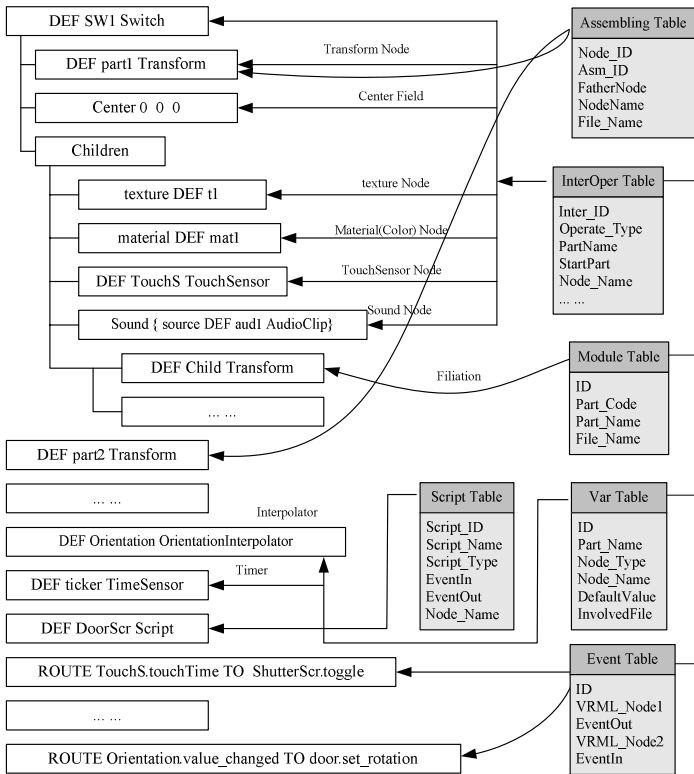 DEF SW1 Switch
DEF part1 Transform
Transform Node
Center 0 0 0
Center Field
Children
texture DEF t1
texture Node
material DEF mat1
Material(Color) Node
DEF TouchS TouchSensor
TouchSensor Node
Sound { source DEF aud1 AudioClip}
Sound Node
DEF Child Transform
Filiation
... ...
DEF part2 Transform
... ...
Interpolator
DEF Orientation OrientationInterpolator
Timer
DEF ticker TimeSensor
DEF DoorScr Script
ROUTE TouchS.touchTime TO ShutterScr.toggle
... ...
ROUTE Orientation.value_changed TO door.set_rotation
Assembling Table
Node_ID
Asm_ID
FatherNode
NodeName
File_Name
InterOper Table
Inter_ID
Operate_Type
PartName
StartPart
Node_Name
... ...
Module Table
ID
Part_Code
Part_Name
File_Name
Script Table
Script_ID
Script_Name
Script_Type
EventIn
EventOut
Node_Name
Var Table
ID
Part_Name
Node_Type
Node_Name
DefaultValue
InvolvedFile
Event Table
ID
VRML_Node1
EventOut
VRML_Node2
EventIn